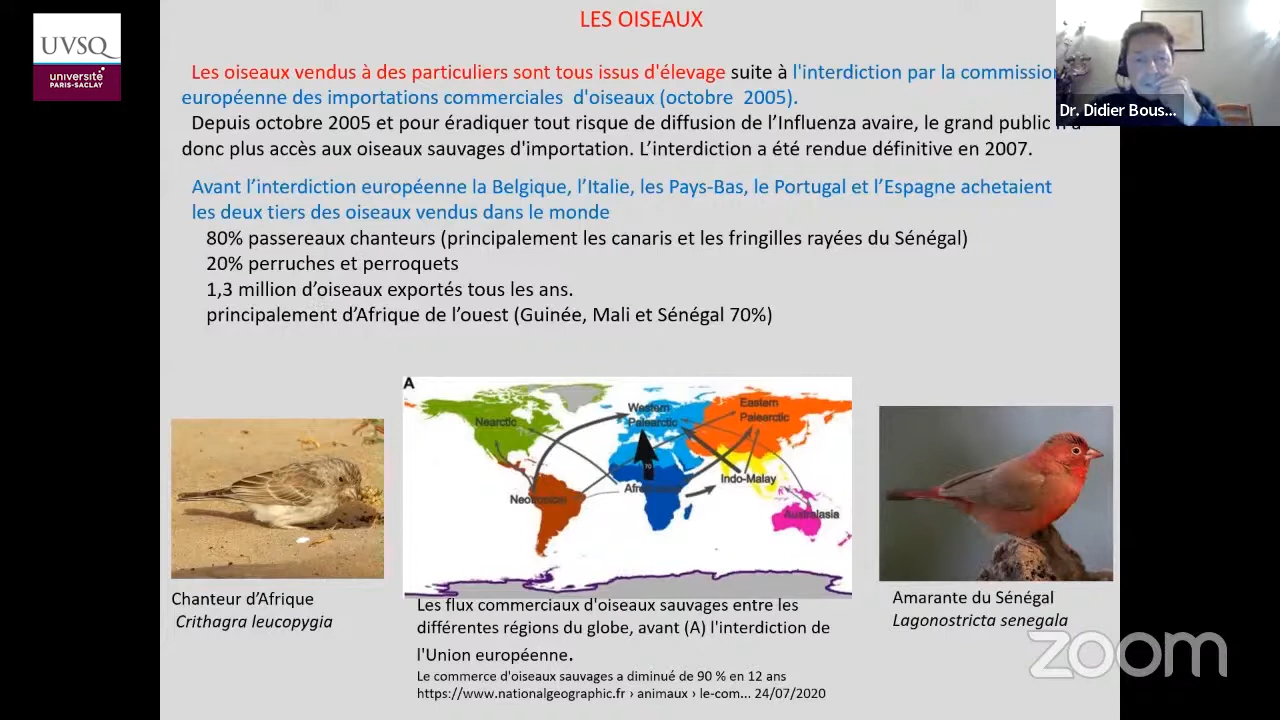 LES OISEAUX
UVSQ
université
PARIS-SACLAY
Les oiseaux vendus à des particuliers sont tous issus d'élevage suite à l'interdiction par la commission
européenne des importations commerciales d'oiseaux (octobre 2005).
Depuis octobre 2005 et pour éradiquer tout risque de diffusion de l’Influenza avaire, le grand public n'a
donc plus accès aux oiseaux sauvages d'importation. L’interdiction a été rendue définitive en 2007.
Dr. Didier Bous...
Avant l’interdiction européenne la Belgique, l’Italie, les Pays-Bas, le Portugal et l’Espagne achetaient
les deux tiers des oiseaux vendus dans le monde
80% passereaux chanteurs (principalement les canaris et les fringilles rayées du Sénégal)
20% perruches et perroquets
1,3 million d’oiseaux exportés tous les ans.
principalement d’Afrique de l’ouest (Guinée, Mali et Sénégal 70%)
A
Nearctic
Western
Palearctic
Eastern
Palearctic
70
Neotropical
Indo-Malay
Australasia
Chanteur d’Afrique
Crithagra leucopygia
Les flux commerciaux d'oiseaux sauvages entre les
différentes régions du globe, avant (A) l'interdiction de
l'Union européenne.
Le commerce d'oiseaux sauvages a diminué de 90 % en 12 ans
https://www.nationalgeographic.fr › animaux › le-com... 24/07/2020
Amarante du Sénégal
Lagonostricta senegala
zoom